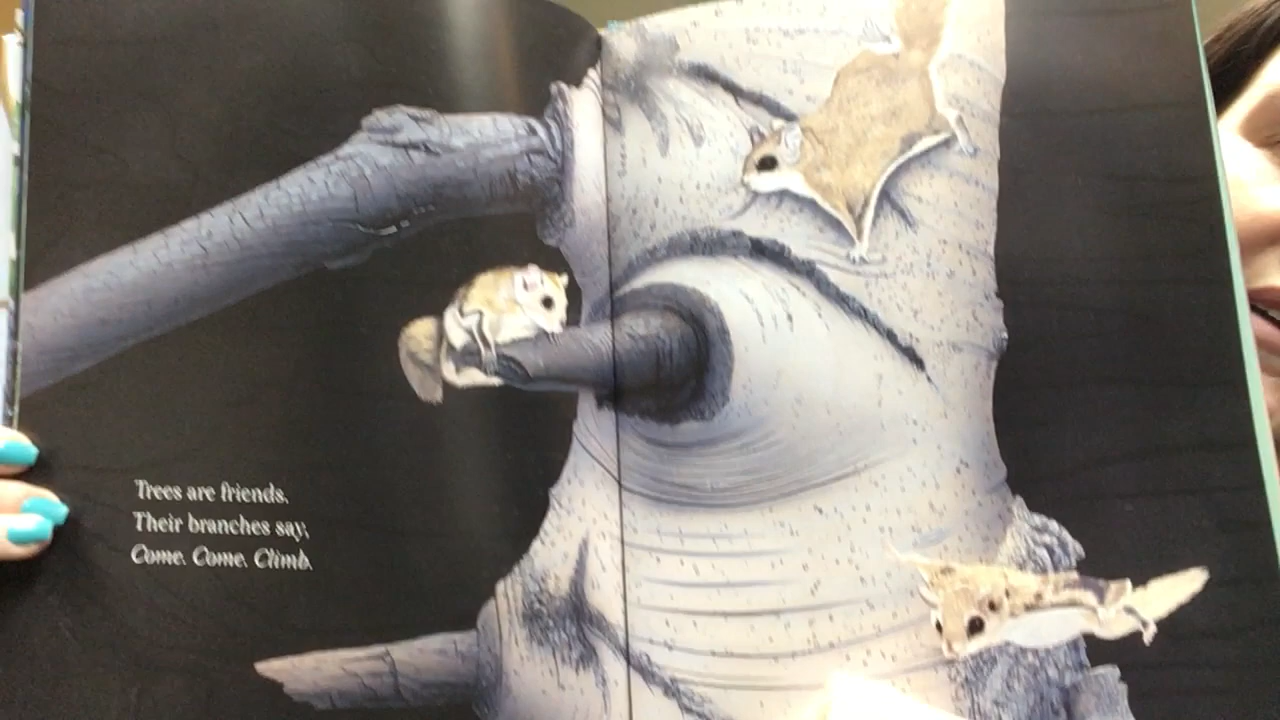 Trees are friends.
Their branches say,
Come. Come. Climb.